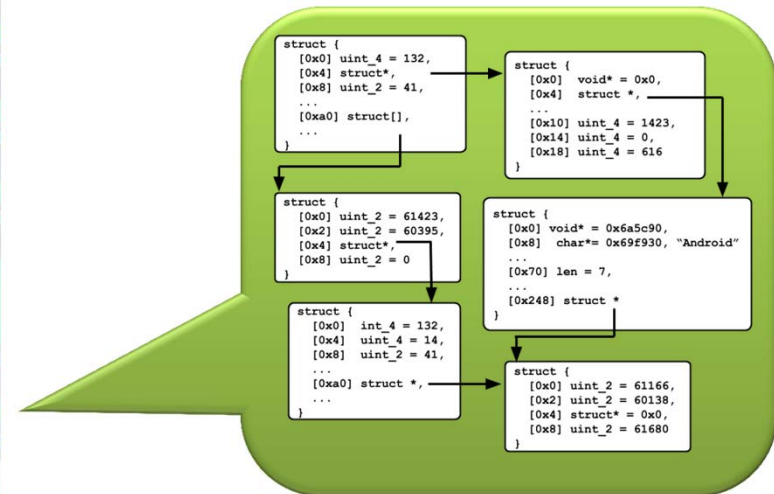 struct {
[0x0] uint_4 = 132,
[0x4] struct*,
[0x8] uint_2 = 41,
...
[0xa0] struct[],
...
}
struct {
[0x0] void* = 0x0,
[0x4] struct *,
...
[0x10] uint_4 = 1423,
[0x14] uint_4 = 0,
[0x18] uint_4 = 616
}
struct {
[0x0] uint_2 = 61423,
[0x2] uint_2 = 60395,
[0x4] struct*,
[0x8] uint_2 = 0
}
struct {
[0x0] void* = 0x6a5c90,
[0x8] char*= 0x69f930, “Android”
...
[0x70] len = 7,
...
[0x248] struct *
}
struct {
[0x0] int_4 = 132,
[0x4] uint_4 = 14,
[0x8] uint_2 = 41,
...
[0xa0] struct *,
...
}
struct {
[0x0] uint_2 = 61166,
[0x2] uint_2 = 60138,
[0x4] struct* = 0x0,
[0x8] uint_2 = 61680
}